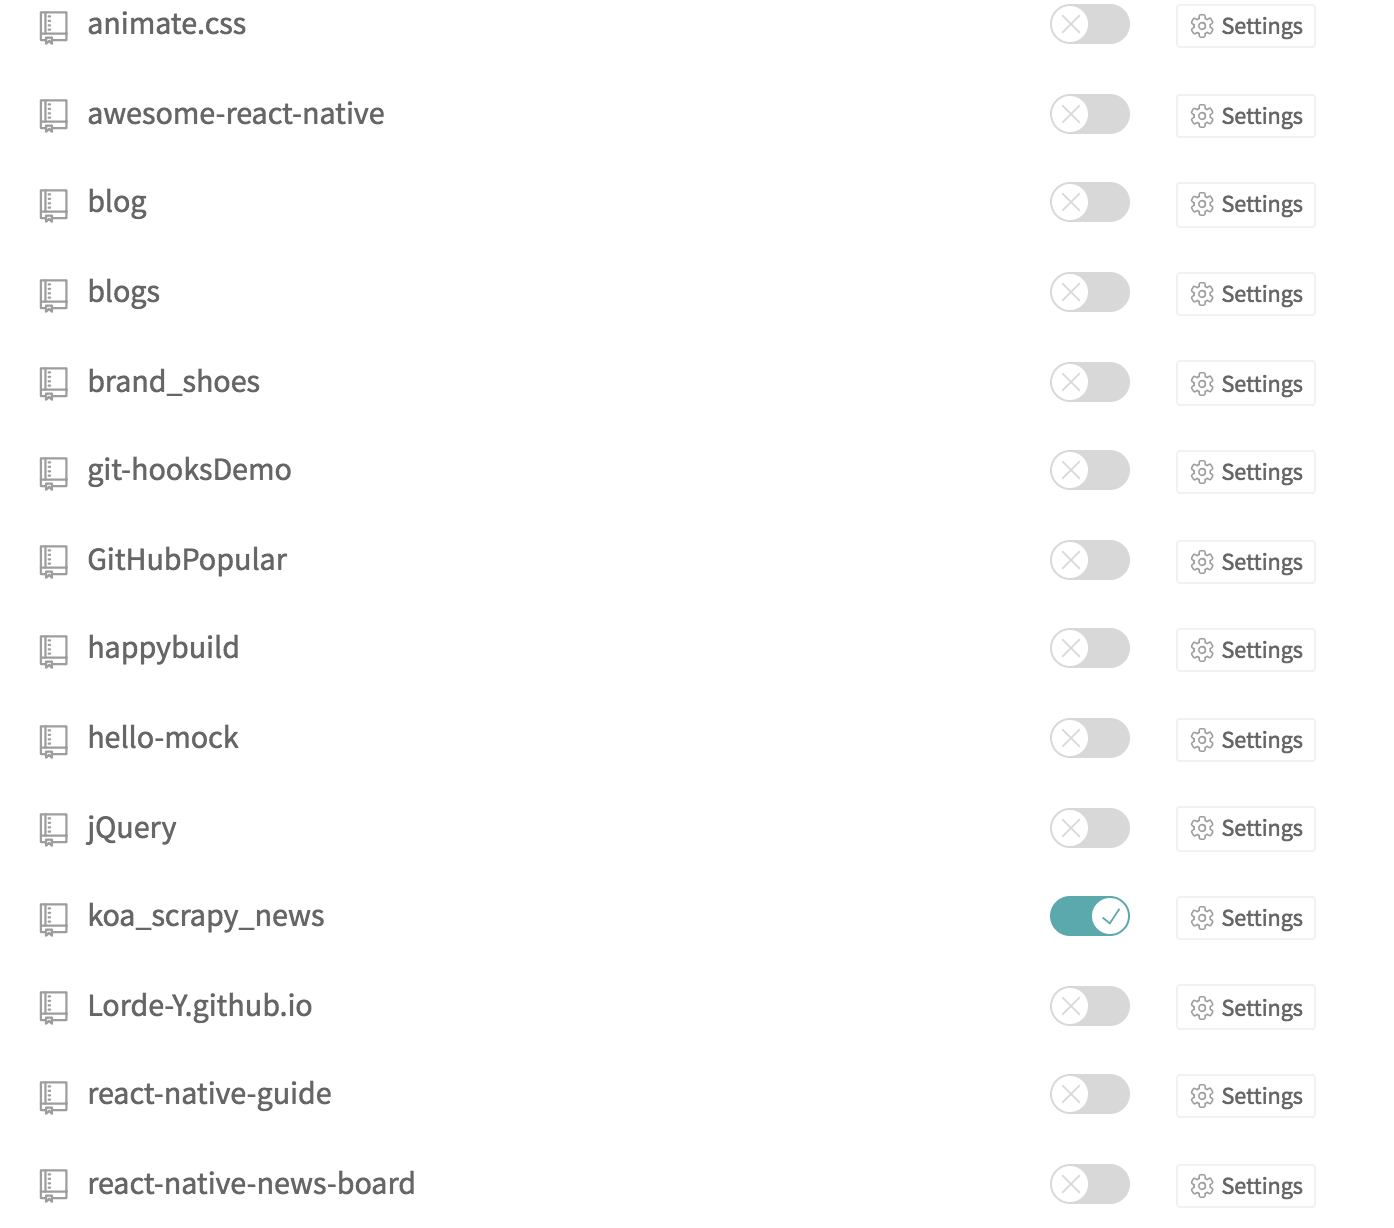 animate.css Settings
awesome-react-native Settings
blog Settings
blogs Settings
brand_shoes Settings
git-hooksDemo Settings
GitHubPopular Settings
happybuild Settings
hello-mock Settings
jQuery Settings
koa_scrapy_news Settings
Lorde-Y.github.io Settings
react-native-guide Settings
react-native-news-board Settings